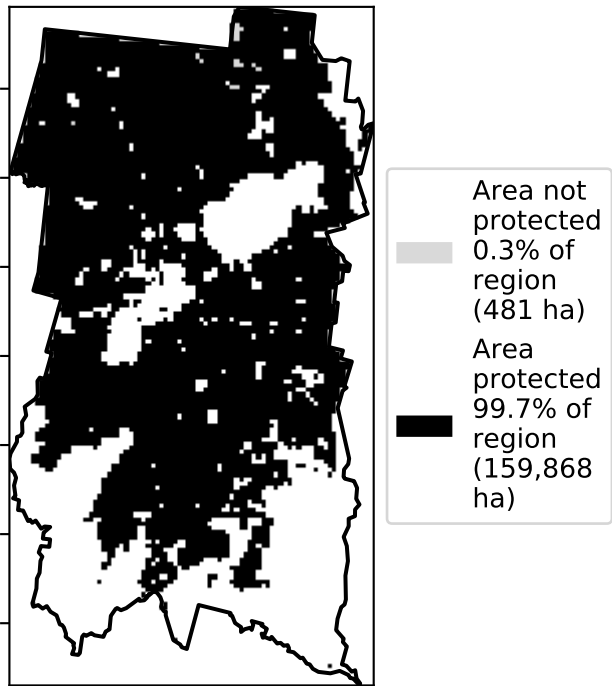 Area not
protected
0.3% of
region
(481 ha)
Area
protected
99.7% of
region
(159,868
ha)